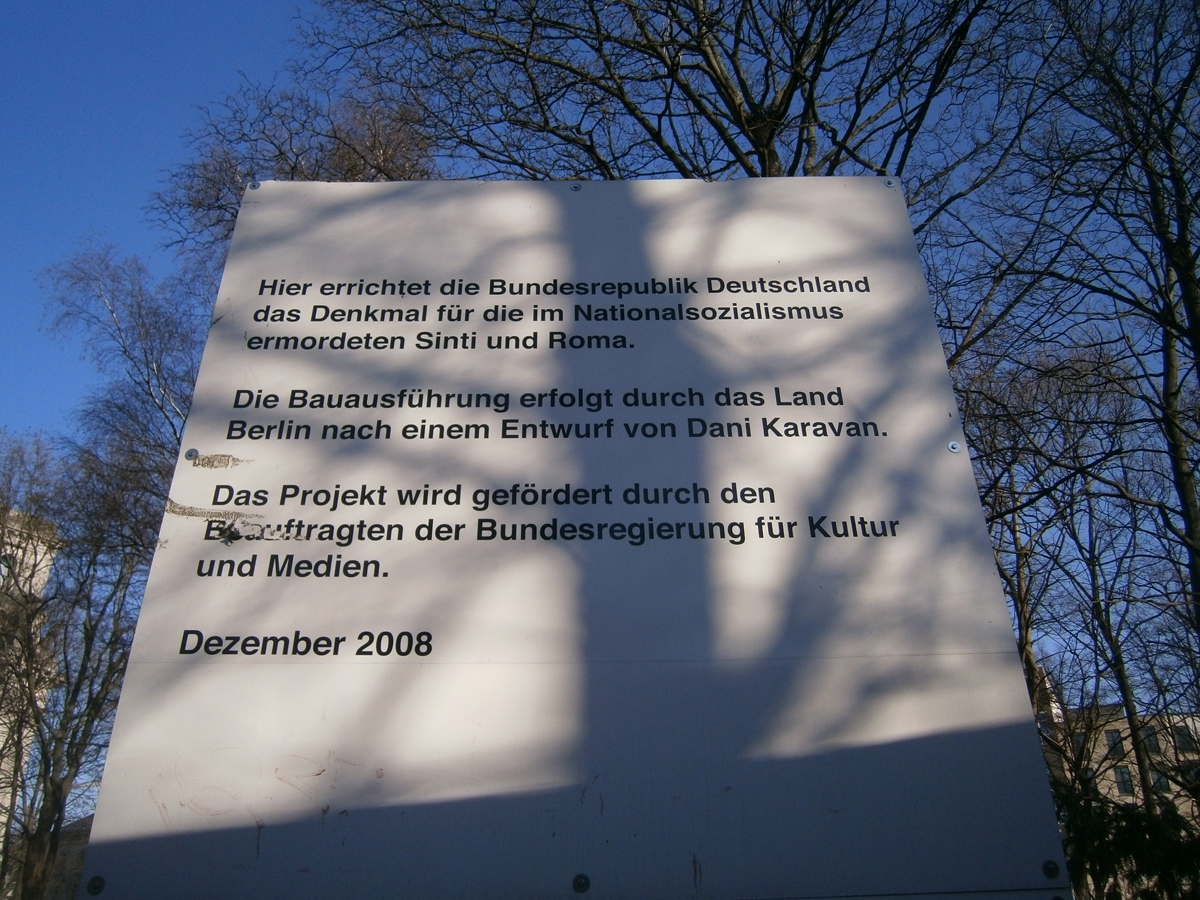 Hier errichtet die Bundesrepublik Deutschland
das Denkmal für die im Nationalsozialismus
ermordeten Sinti und Roma.
Die Bauausführung erfolgt durch das Land
Berlin nach einem Entwurf von Dani Karavan.
Das Projekt wird gefördert durch den
Beauftragten der Bundesregierung für Kultur
und Medien.
Dezember 2008